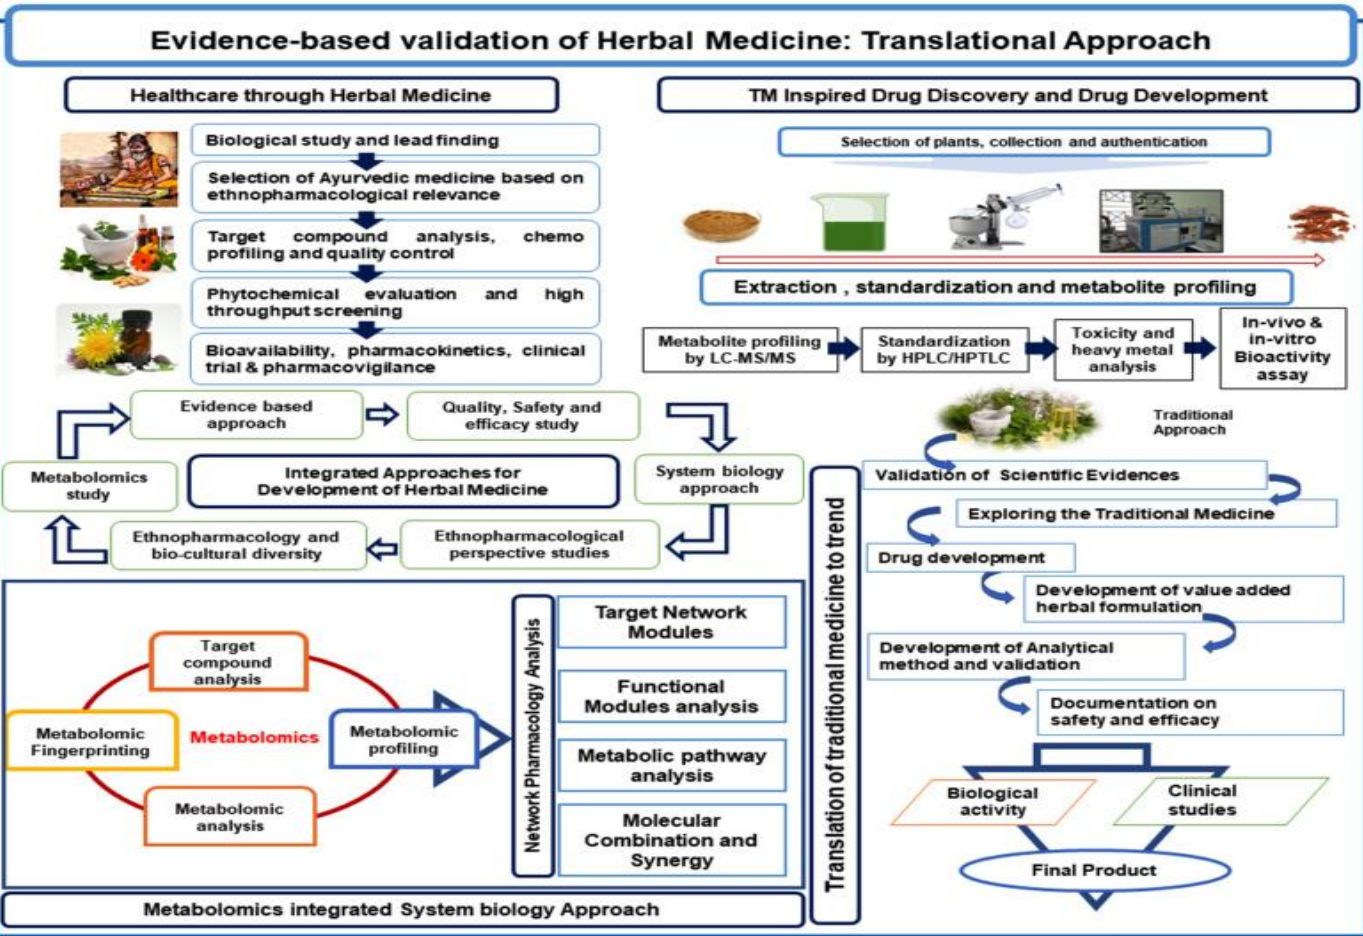 Evidence-based validation of Herbal Medicine: Translational Approach
Healthcare through Herbal Medicine
Biological study and lead finding
Selection of Ayurvedic medicine based on
ethnopharmacological relevance
Target compound analysis, chemo
profiling and quality control
Phytochemical evaluation and high
throughput screening
Bioavailability, pharmacokinetics, clinical
trial & pharmacovigilance
Evidence based
approach
Quality, Safety and
efficacy study
Metabolomics
study
Integrated Approaches for
Development of Herbal Medicine
System biology
approach
Ethnopharmacology and
bio-cultural diversity
Ethnopharmacological
perspective studies
Target
compound
analysis
Metabolomic
Fingerprinting
Metabolomics
Metabolomic
profiling
Metabolomic
analysis
Network Pharmacology Analysis
Target Network
Modules
Functional
Modules analysis
Metabolic pathway
analysis
Molecular
Combination and
Synergy
Metabolomics integrated System biology Approach
TM Inspired Drug Discovery and Drug Development
Selection of plants, collection and authentication
Extraction , standardization and metabolite profiling
Metabolite profiling
by LC-MS/MS
Standardization
by HPLC/HPTLC
Toxicity and
heavy metal
analysis
In-vivo &
in-vitro
Bioactivity
assay
Traditional
Approach
Translation of traditional medicine to trend
Validation of Scientific Evidences
Exploring the Traditional Medicine
Drug development
Development of value added
herbal formulation
Development of Analytical
method and validation
Documentation on
safety and efficacy
Biological
activity
Clinical
studies
Final Product